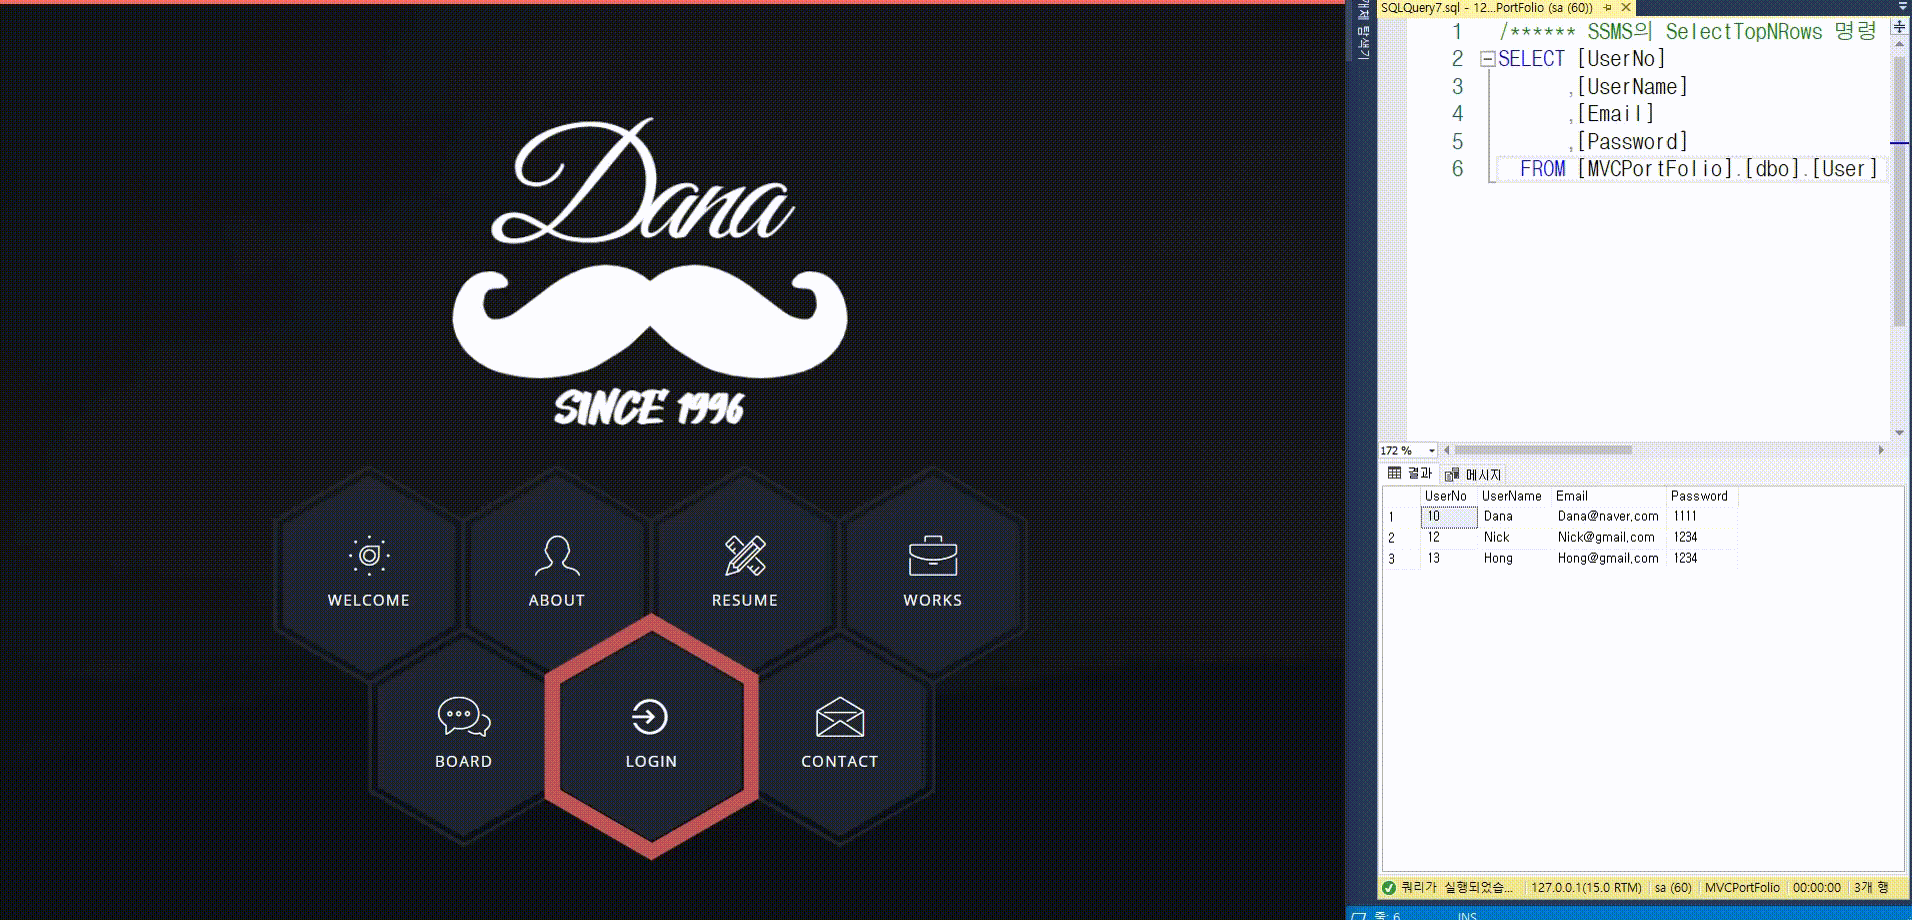 Dana
SINCE 1996
WELCOME
ABOUT
RESUME
WORKS
BOARD
LOGIN
CONTACT
개체 탐색기
SQLQuery7.sql - 12...PortFolio (sa (60))
1 /****** SSMS의 SelectTopNRows 명령
2 SELECT [UserNo]
3 ,[UserName]
4 ,[Email]
5 ,[Password]
6 FROM [MVCPortFolio].[dbo].[User]
172 %
결과 메시지
UserNo UserName Email Password
1 10 Dana Dana@naver.com 1111
2 12 Nick Nick@gmail.com 1234
3 13 Hong Hong@gmail.com 1234
쿼리가 실행되었습... 127.0.0.1(15.0 RTM) sa (60) MVCPortFolio 00:00:00 3개 행
줄: 6 INS